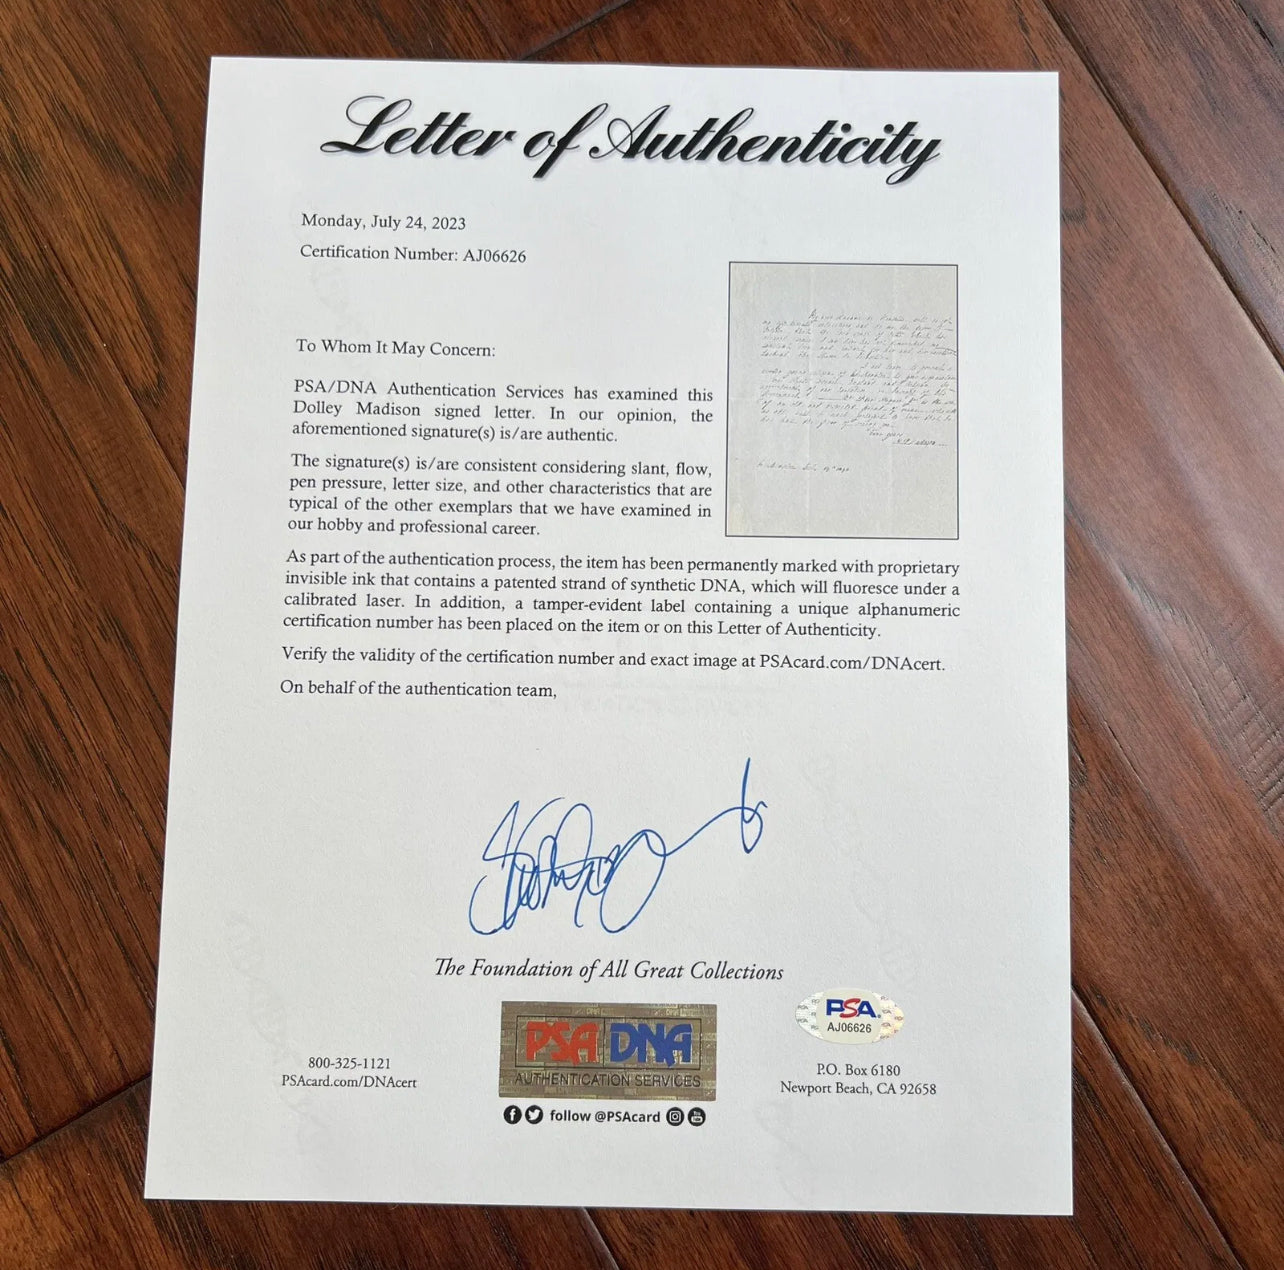 Letter of Authenticity
Monday, July 24, 2023
Certification Number: AJ06626
To Whom It May Concern:
PSA/DNA Authentication Services has examined this
Dolley Madison signed letter. In our opinion, the
aforementioned signature(s) is/are authentic.
The signature(s) is/are consistent considering slant, flow,
pen pressure, letter size, and other characteristics that are
typical of the other exemplars that we have examined in
our hobby and professional career.
As part of the authentication process, the item has been permanently marked with proprietary
invisible ink that contains a patented strand of synthetic DNA, which will fluoresce under a
calibrated laser. In addition, a tamper-evident label containing a unique alphanumeric
certification number has been placed on the item or on this Letter of Authenticity.
Verify the validity of the certification number and exact image at PSAcard.com/DNAcert.
On behalf of the authentication team,
The Foundation of All Great Collections
PSA DNA
AUTHENTICATION SERVICES
PSA
AJ06626
800-325-1121
PSAcard.com/DNAcert
P.O. Box 6180
Newport Beach, CA 92658
follow @PSAcard